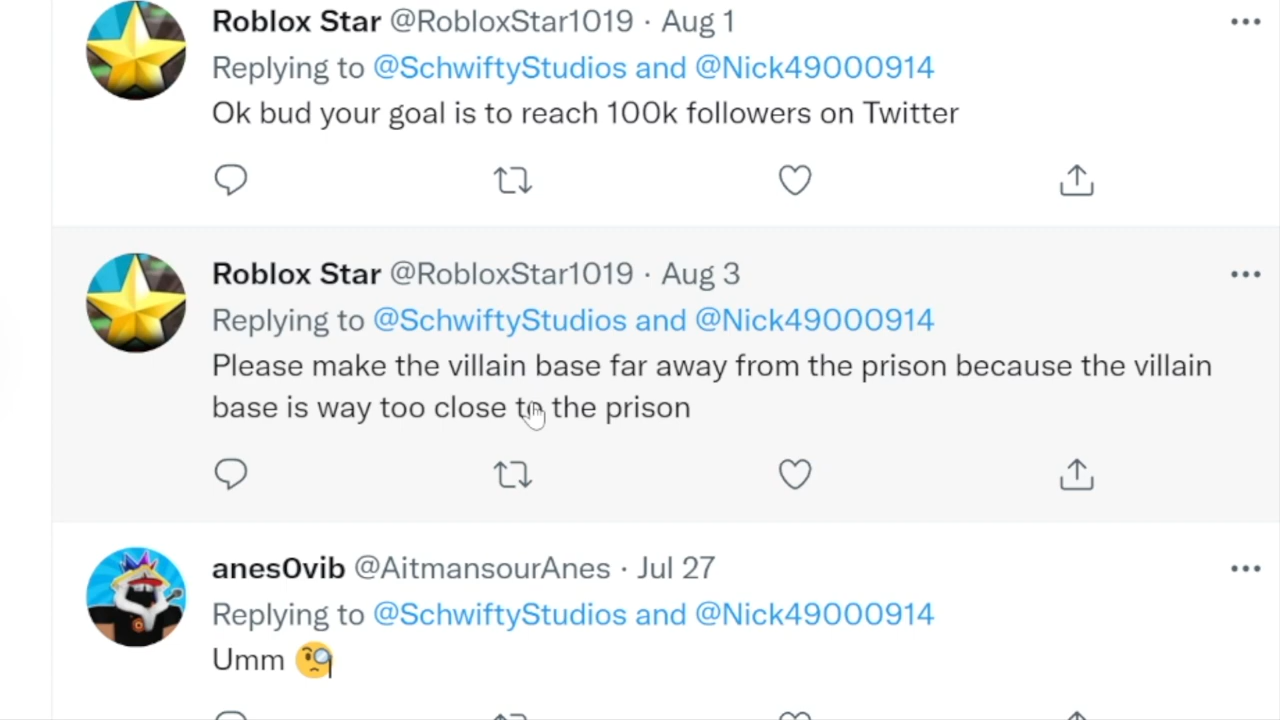 Roblox Star @RobloxStar1019 · Aug 1
Replying to @SchwiftyStudios and @Nick49000914
Ok bud your goal is to reach 100k followers on Twitter
Roblox Star @RobloxStar1019 · Aug 3
Replying to @SchwiftyStudios and @Nick49000914
Please make the villain base far away from the prison because the villain
base is way too close to the prison
anes0vib @AitmansourAnes · Jul 27
Replying to @SchwiftyStudios and @Nick49000914
Umm 🧐